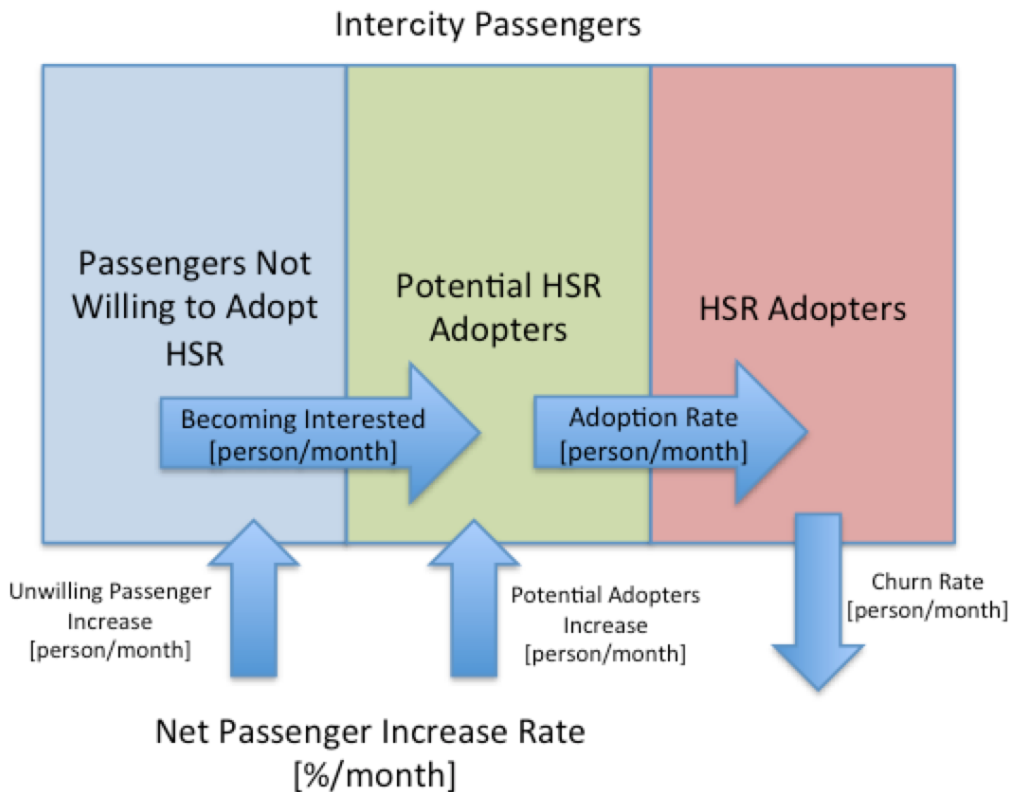 Intercity Passengers
Passengers Not
Willing to Adopt
HSR
Potential HSR
Adopters
HSR Adopters
Becoming Interested
[person/month]
Adoption Rate
[person/month]
Unwilling Passenger
Increase
[person/month]
Potential Adopters
Increase
[person/month]
Churn Rate
[person/month]
Net Passenger Increase Rate
[%/month]